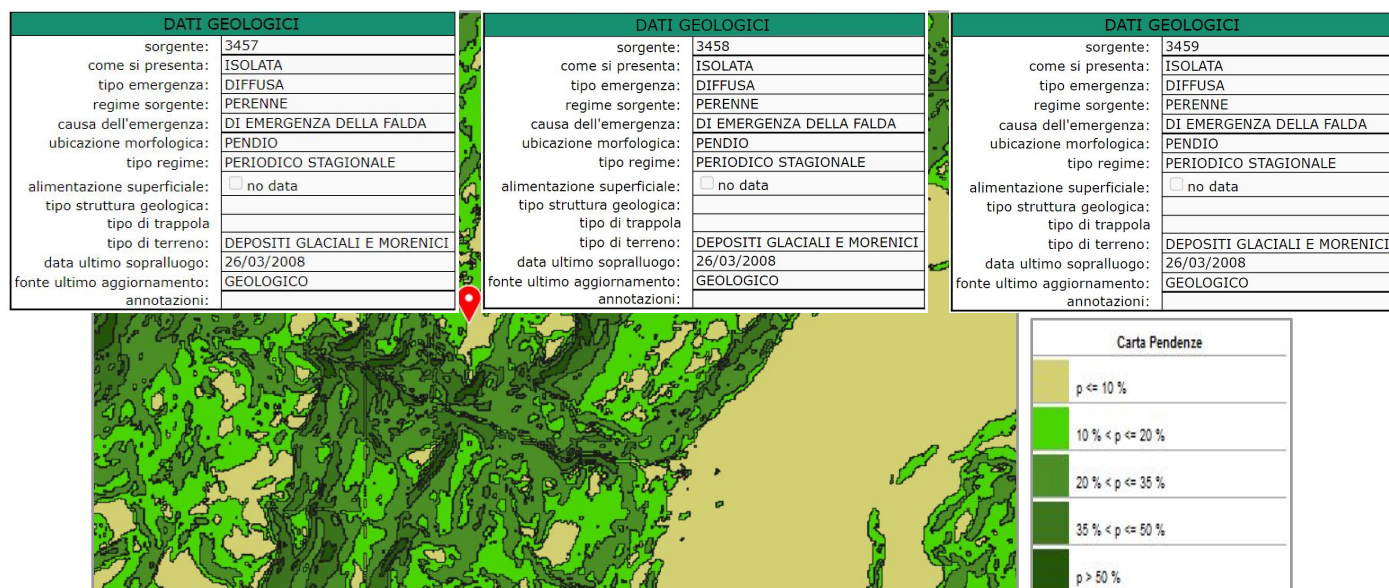 DATI GEOLOGICI
sorgente: 3457
come si presenta: ISOLATA
tipo emergenza: DIFFUSA
regime sorgente: PERENNE
causa dell'emergenza: DI EMERGENZA DELLA FALDA
ubicazione morfologica: PENDIO
tipo regime: PERIODICO STAGIONALE
alimentazione superficiale: no data
tipo struttura geologica:
tipo di trappola
tipo di terreno: DEPOSITI GLACIALI E MORENICI
data ultimo sopralluogo: 26/03/2008
fonte ultimo aggiornamento: GEOLOGICO
annotazioni:
DATI GEOLOGICI
sorgente: 3458
come si presenta: ISOLATA
tipo emergenza: DIFFUSA
regime sorgente: PERENNE
causa dell'emergenza: DI EMERGENZA DELLA FALDA
ubicazione morfologica: PENDIO
tipo regime: PERIODICO STAGIONALE
alimentazione superficiale: no data
tipo struttura geologica:
tipo di trappola
tipo di terreno: DEPOSITI GLACIALI E MORENICI
data ultimo sopralluogo: 26/03/2008
fonte ultimo aggiornamento: GEOLOGICO
annotazioni:
DATI GEOLOGICI
sorgente: 3459
come si presenta: ISOLATA
tipo emergenza: DIFFUSA
regime sorgente: PERENNE
causa dell'emergenza: DI EMERGENZA DELLA FALDA
ubicazione morfologica: PENDIO
tipo regime: PERIODICO STAGIONALE
alimentazione superficiale: no data
tipo struttura geologica:
tipo di trappola
tipo di terreno: DEPOSITI GLACIALI E MORENICI
data ultimo sopralluogo: 26/03/2008
fonte ultimo aggiornamento: GEOLOGICO
annotazioni:
Carta Pendenze
p <= 10 %
10 % < p <= 20 %
20 % < p <= 35 %
35 % < p <= 50 %
p > 50 %